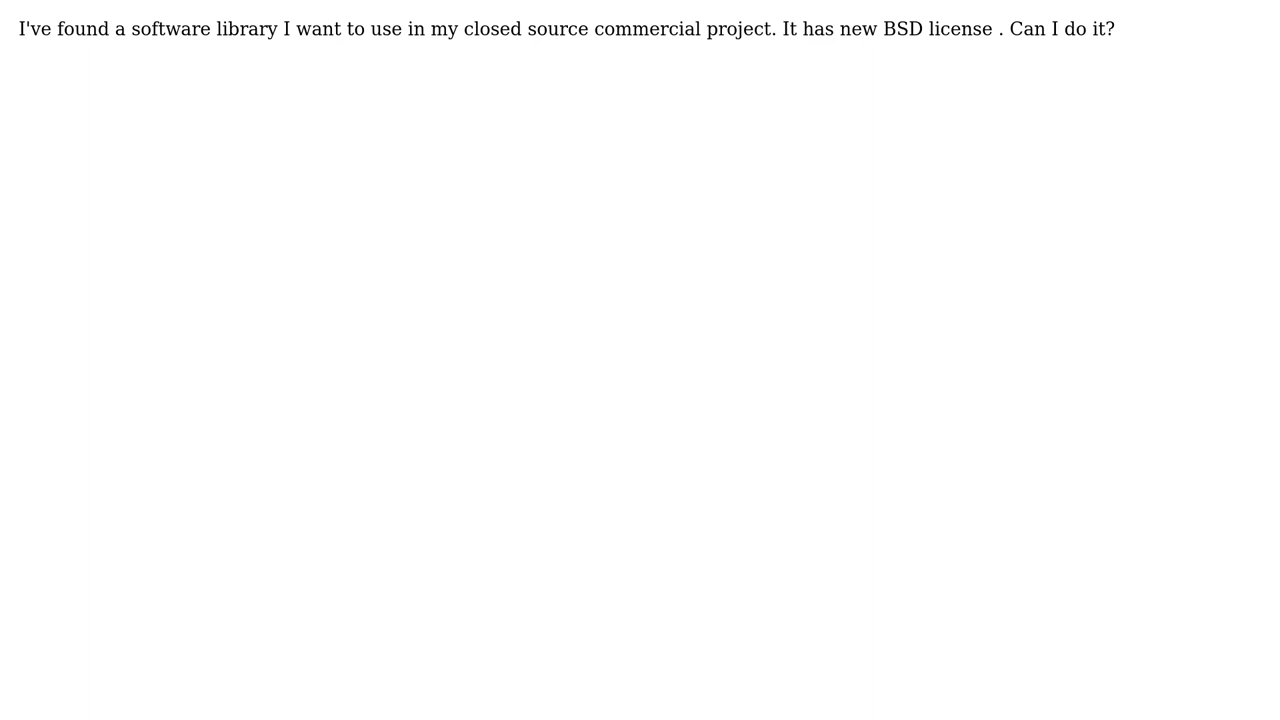 I've found a software library I want to use in my closed source commercial project. It has new BSD license . Can I do it?